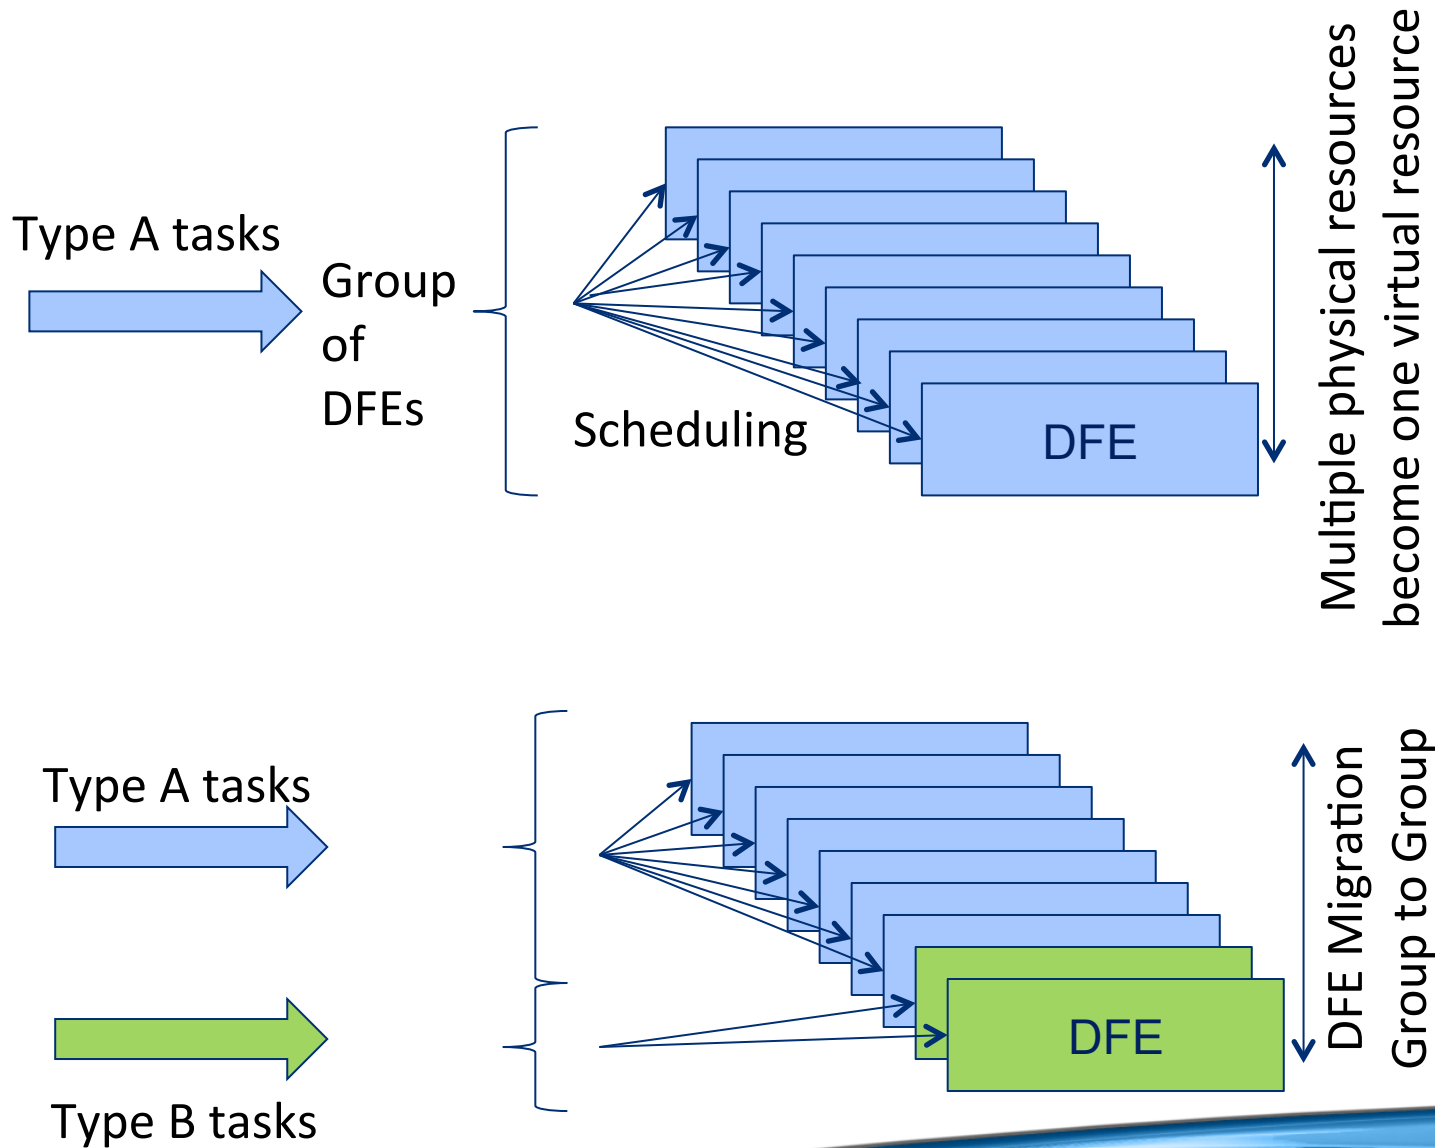 Type A tasks
Group
of
DFEs
Scheduling
DFE
Multiple physical resources
become one virtual resource
Type A tasks
Type B tasks
DFE
DFE Migration
Group to Group